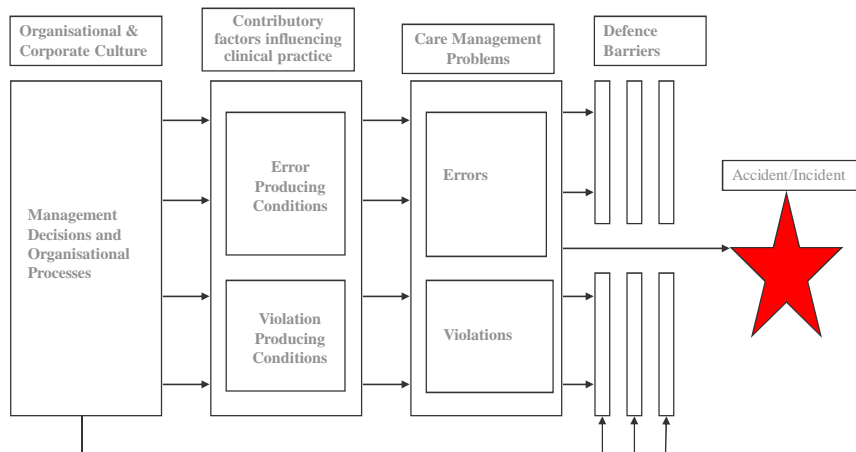 Organisational &
Corporate Culture
Contributory
factors influencing
clinical practice
Care Management
Problems
Defence
Barriers
Management
Decisions and
Organisational
Processes
Error
Producing
Conditions
Errors
Violation
Producing
Conditions
Violations
Accident/Incident